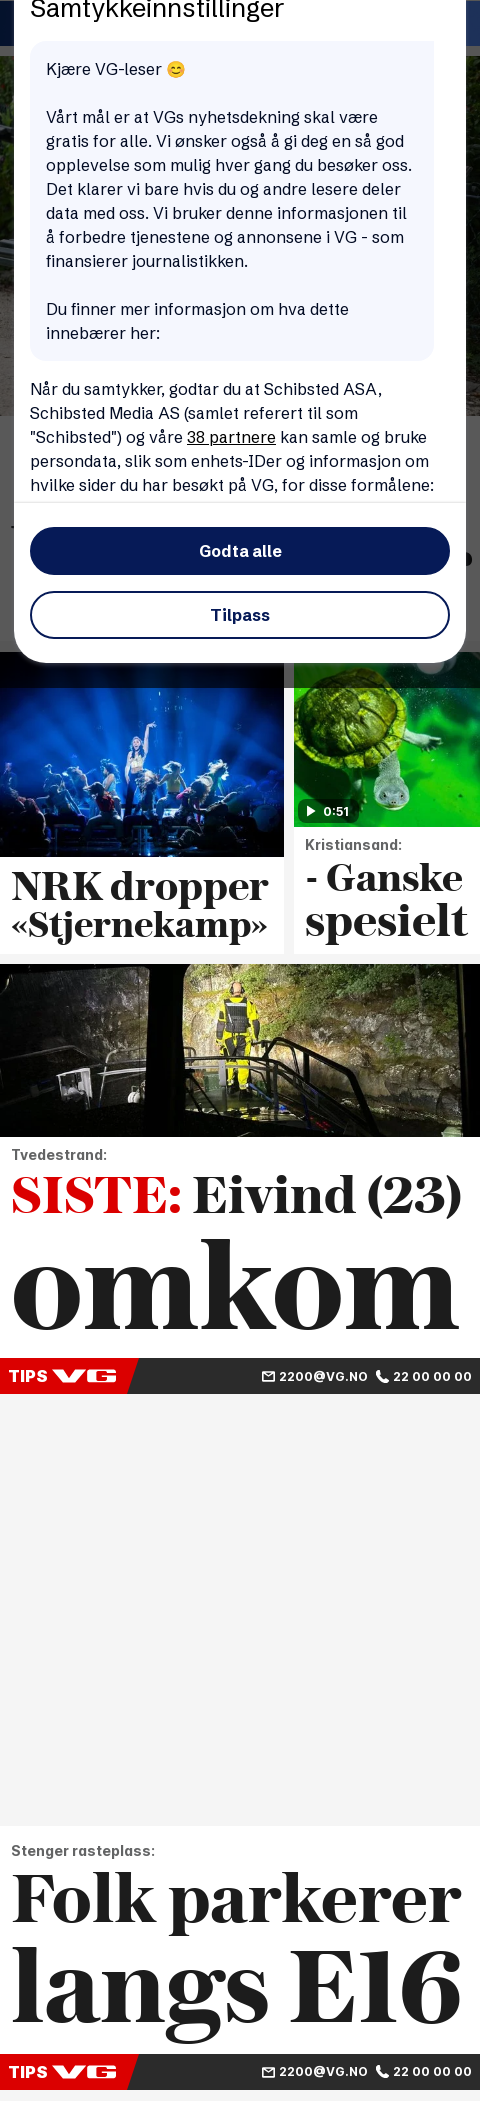 Samtykkeinnstillinger
Kjære VG-leser 😊
Vårt mål er at VGs nyhetsdekning skal være
gratis for alle. Vi ønsker også å gi deg en så god
opplevelse som mulig hver gang du besøker oss.
Det klarer vi bare hvis du og andre lesere deler
data med oss. Vi bruker denne informasjonen til
å forbedre tjenestene og annonsene i VG - som
finansierer journalistikken.
Du finner mer informasjon om hva dette
innebærer her:
Når du samtykker, godtar du at Schibsted ASA,
Schibsted Media AS (samlet referert til som
"Schibsted") og våre 38 partnere kan samle og bruke
persondata, slik som enhets-IDer og informasjon om
hvilke sider du har besøkt på VG, for disse formålene:
Godta alle
Tilpass
NRK dropper
«Stjernekamp»
0:51
Kristiansand:
- Ganske
spesielt
Tvedestrand:
SISTE: Eivind (23)
omkom
TIPS VG 2200@VG.NO 22 00 00 00
Stenger rasteplass:
Folk parkerer
langs E16
TIPS VG 2200@VG.NO 22 00 00 00